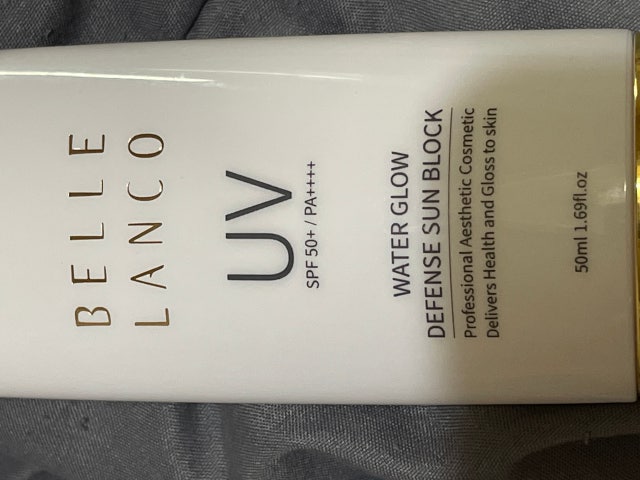 BELLE
LANCO
UV
SPF 50+ / PA++++
WATER GLOW
DEFENSE SUN BLOCK
Professional Aesthetic Cosmetic
Delivers Health and Gloss to skin
50ml 1.69fl.oz